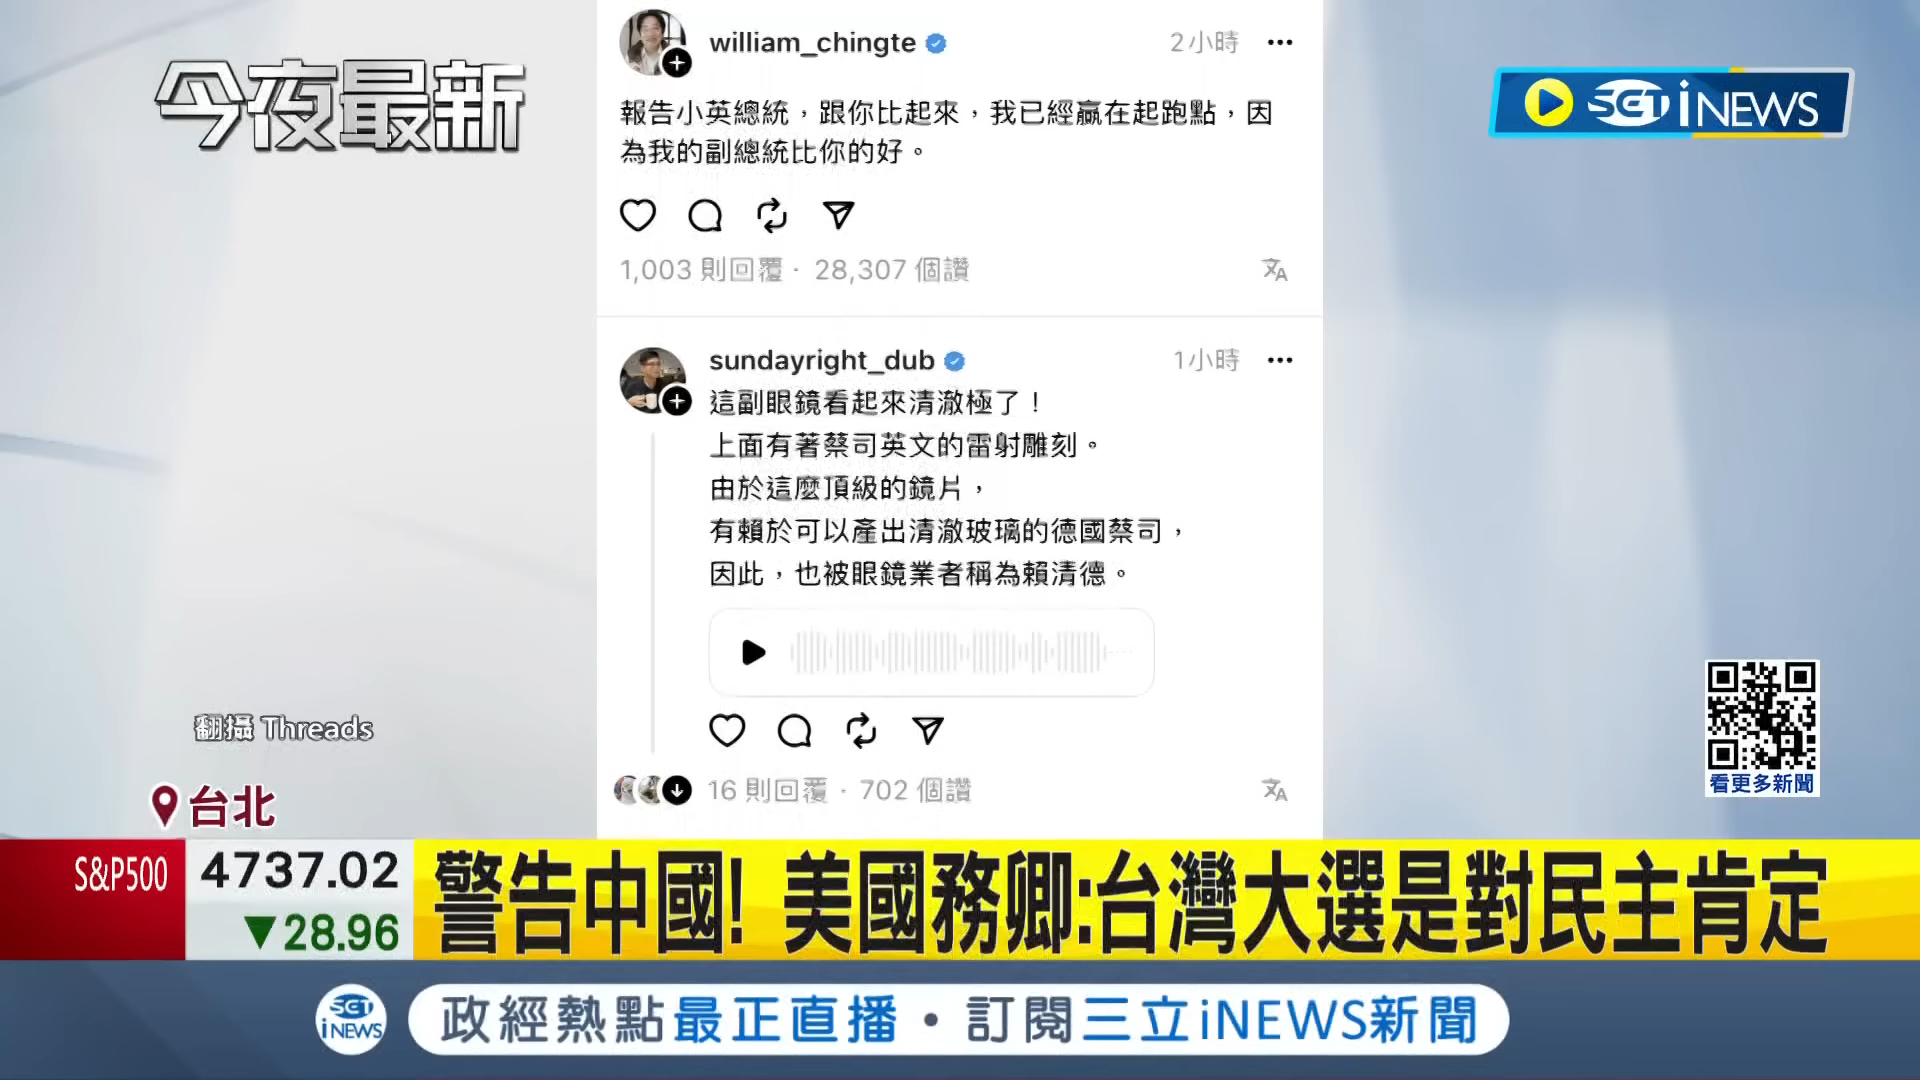 今夜最新
SET iNEWS
william_chingte
2小時
報告小英總統，跟你比起來，我已經贏在起跑點，因
為我的副總統比你的好。
1,003 則回覆 · 28,307 個讚
sundayright_dub
1小時
這副眼鏡看起來清澈極了！
上面有著蔡司英文的雷射雕刻。
由於這麼頂級的鏡片，
有賴於可以產出清澈玻璃的德國蔡司，
因此，也被眼鏡業者稱為賴清德。
16 則回覆 · 702 個讚
翻攝 Threads
台北
看更多新聞
S&P500
4737.02
▼28.96
警告中國! 美國務卿:台灣大選是對民主肯定
SET iNEWS
政經熱點最正直播・訂閱三立iNEWS新聞